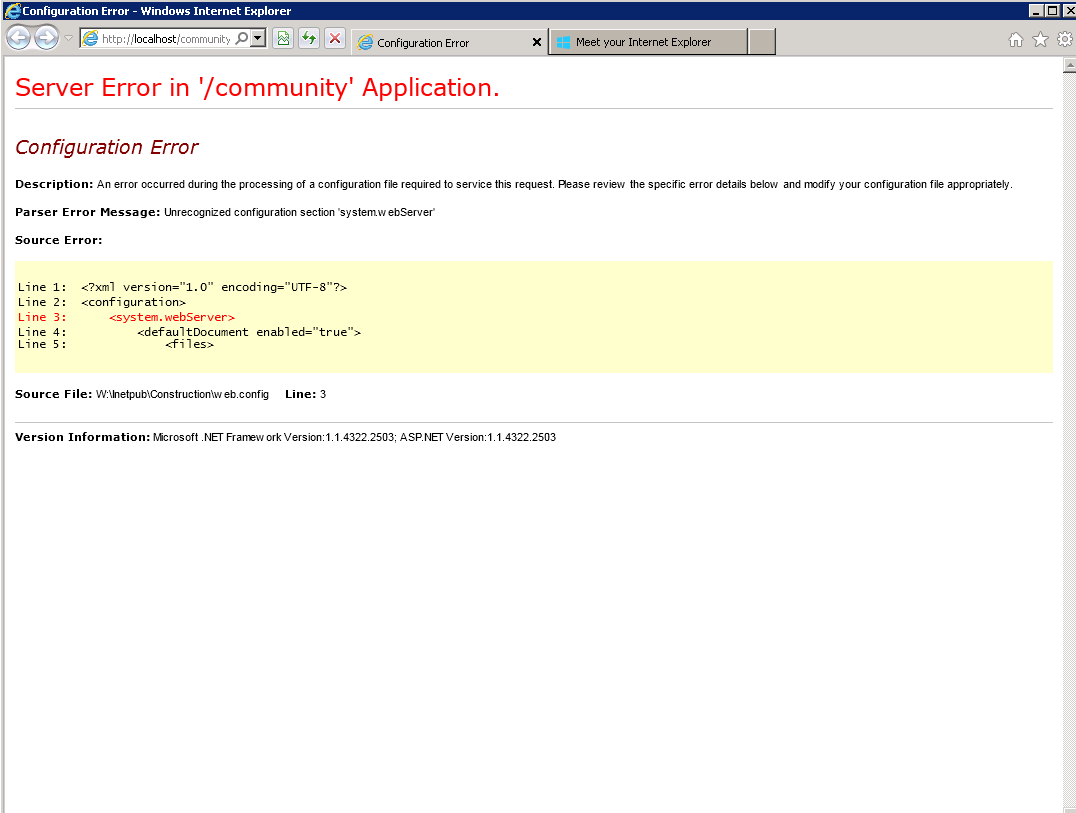 Configuration Error - Windows Internet Explorer
http://localhost/community
Configuration Error
Meet your Internet Explorer
Server Error in '/community' Application.
Configuration Error
Description: An error occurred during the processing of a configuration file required to service this request. Please review the specific error details below and modify your configuration file appropriately.
Parser Error Message: Unrecognized configuration section 'system.webServer'
Source Error:
Line 1:  <?xml version="1.0" encoding="UTF-8"?>
Line 2:  <configuration>
Line 3:      <system.webServer>
Line 4:          <defaultDocument enabled="true">
Line 5:              <files>
Source File: W:\Inetpub\Construction\web.config    Line: 3
Version Information: Microsoft .NET Framework Version:1.1.4322.2503; ASP.NET Version:1.1.4322.2503